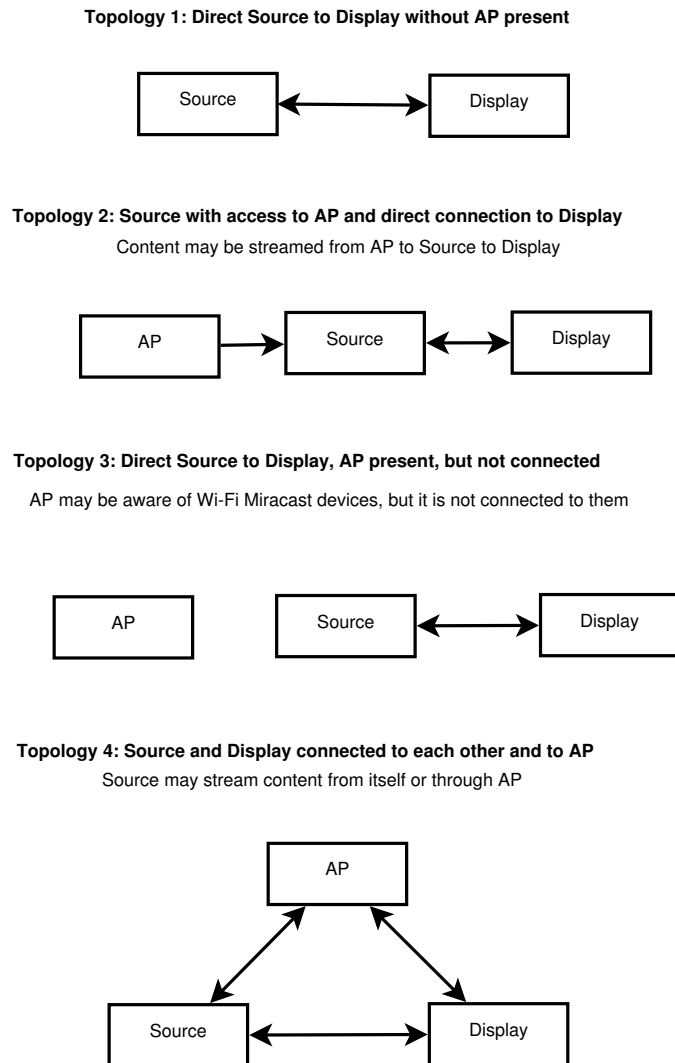 Topology 1: Direct Source to Display without AP present
Source
Display
Topology 2: Source with access to AP and direct connection to Display
Content may be streamed from AP to Source to Display
AP
Source
Display
Topology 3: Direct Source to Display, AP present, but not connected
AP may be aware of Wi-Fi Miracast devices, but it is not connected to them
AP
Source
Display
Topology 4: Source and Display connected to each other and to AP
Source may stream content from itself or through AP
AP
Source
Display